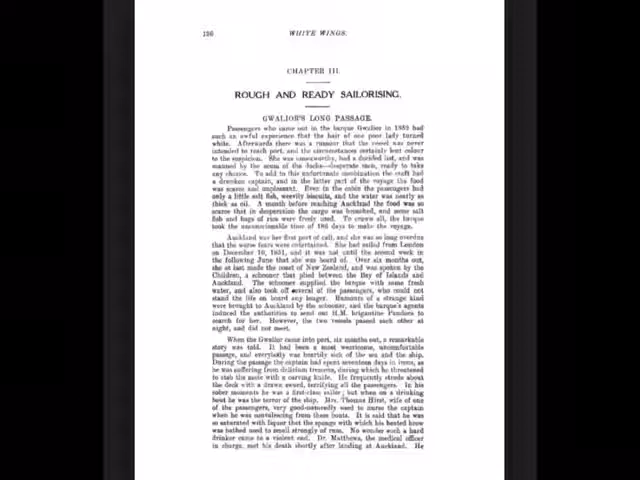 136
WHITE WINGS.
CHAPTER III.
ROUGH AND READY SAILORISING.
GWALIOR'S LONG PASSAGE.
Passengers who came out in the barque Gwalior in 1852 had
such an awful experience that the hair of one poor lady turned
white. Afterwards there was a rumour that the vessel was never
intended to reach port, and the circumstances certainly lent colour
to the suspicion. She was unseaworthy, had a decided list, and was
manned by the scum of the docks—desperate men, ready to take
any chance. To add to this unfortunate combination the craft had
a drunken captain, and in the latter part of the voyage the food
was scarce and unpleasant. Even in the cabin the passengers had
only a little salt fish, weevily biscuits, and the water was nearly as
thick as oil. A month before reaching Auckland the food was so
scarce that in desperation the cargo was broached, and some salt
fish and bags of rice were freely used. To crown all, the barque
took the unconscionable time of 186 days to make the voyage.
Auckland was her first port of call, and she was so long overdue
that the worse fears were entertained. She had sailed from London
on December 10, 1851, and it was not until the second week in
the following June that she was heard of. Over six months out,
she at last made the coast of New Zealand, and was spoken by the
Children, a schooner that plied between the Bay of Islands and
Auckland. The schooner supplied the barque with some fresh
water, and also took off several of the passengers, who could not
stand the life on board any longer. Rumours of a strange kind
were brought to Auckland by the schooner, and the barque's agents
induced the authorities to send out H.M. brigantine Pandora to
search for her. However, the two vessels passed each other at
night, and did not meet.
When the Gwalior came into port, six months out, a remarkable
story was told. It had been a most wearisome, uncomfortable
passage, and everybody was heartily sick of the sea and the ship.
During the passage the captain had spent seventeen days in irons, as
he was suffering from delirium tremens, during which he threatened
to stab the mate with a carving knife. He frequently strode about
the deck with a drawn sword, terrifying all the passengers. In his
sober moments he was a first-class sailor; but when on a drinking
bout he was the terror of the ship. Mrs. Thomas Hirst, wife of one
of the passengers, very good-naturedly used to nurse the captain
when he was convalescing from these bouts. It is said that he was
so saturated with liquor that the sponge with which his heated brow
was bathed used to smell strongly of rum. No wonder such a hard
drinker came to a violent end. Dr. Matthews, the medical officer
in charge, met his death shortly after landing at Auckland. He